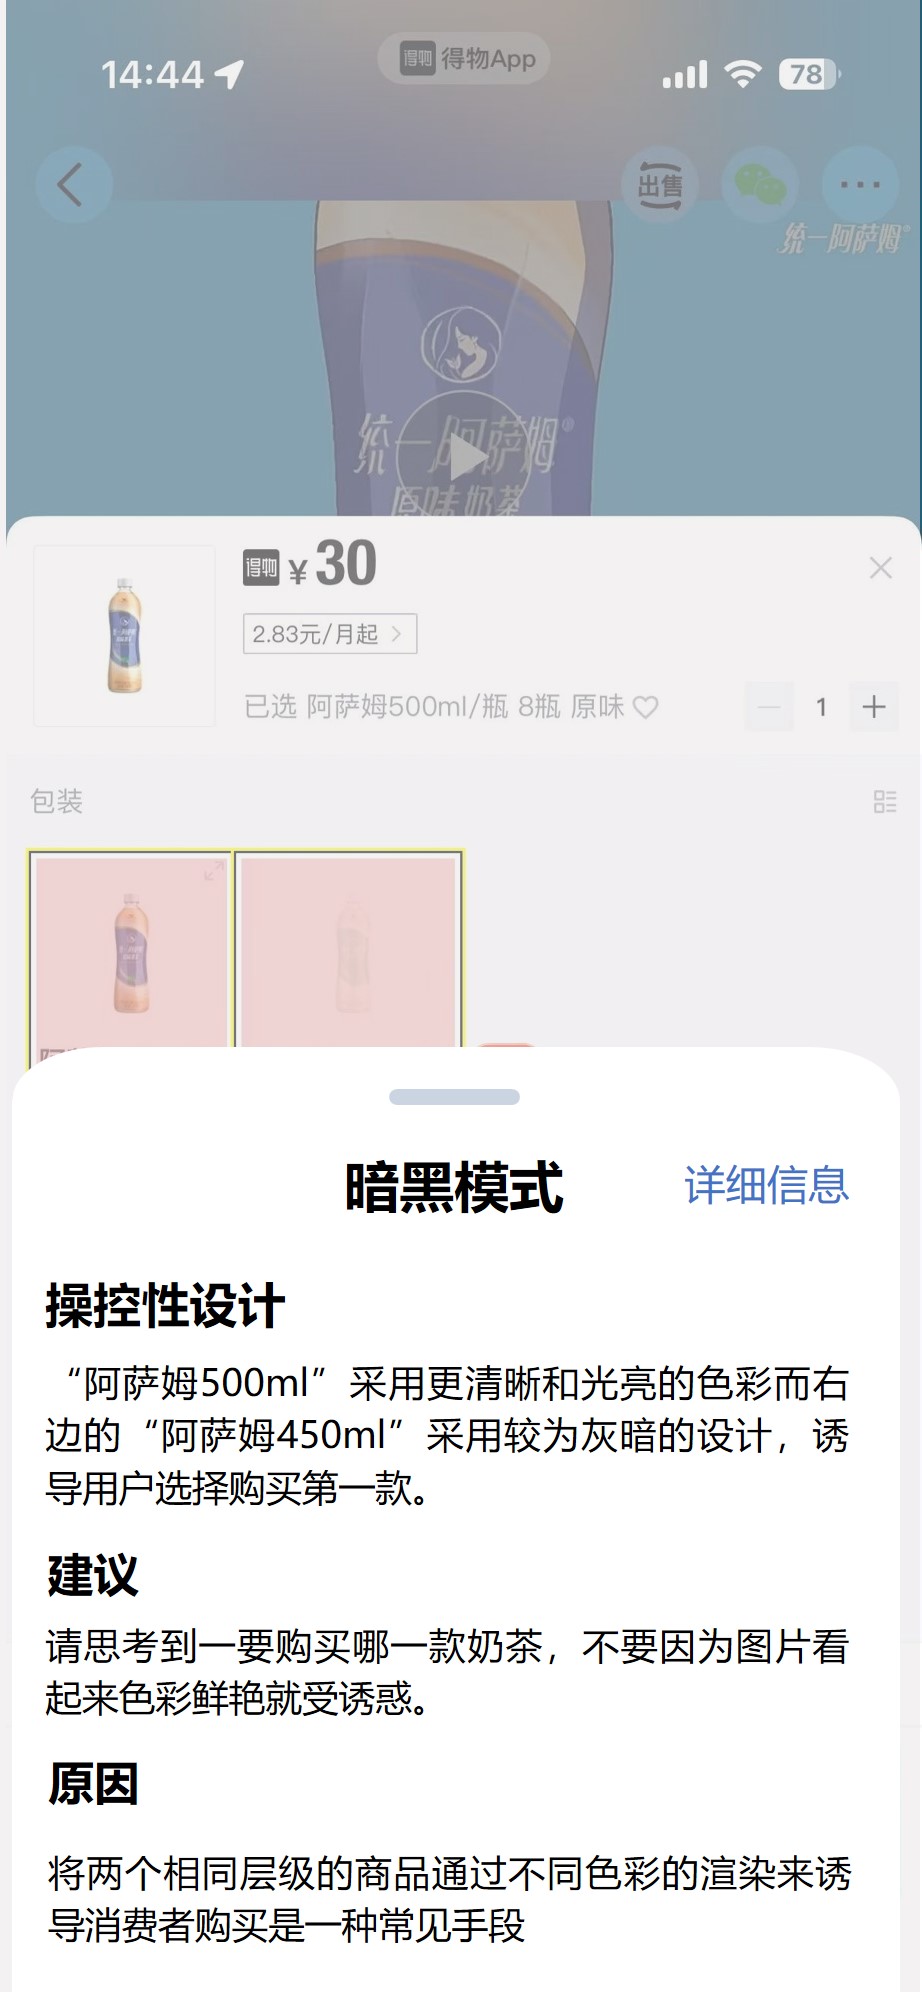 14:44
得物 得物App
78
出售
统一阿萨姆®
统一阿萨姆®
原味奶茶
得物 ¥30
2.83元/月起 >
已选 阿萨姆500ml/瓶 8瓶 原味♡
1
包装
暗黑模式
详细信息
操控性设计
“阿萨姆500ml”采用更清晰和光亮的色彩而右
边的“阿萨姆450ml”采用较为灰暗的设计，诱
导用户选择购买第一款。
建议
请思考到一要购买哪一款奶茶，不要因为图片看
起来色彩鲜艳就受诱惑。
原因
将两个相同层级的商品通过不同色彩的渲染来诱
导消费者购买是一种常见手段